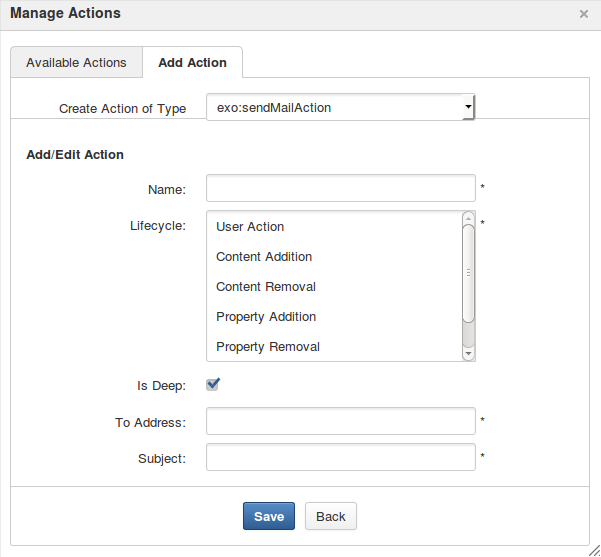 Manage Actions ×
Available Actions Add Action
Create Action of Type exo:sendMailAction
Add/Edit Action
Name: *
Lifecycle: User Action *
Content Addition
Content Removal
Property Addition
Property Removal
Is Deep:
To Address: *
Subject: *
Save Back